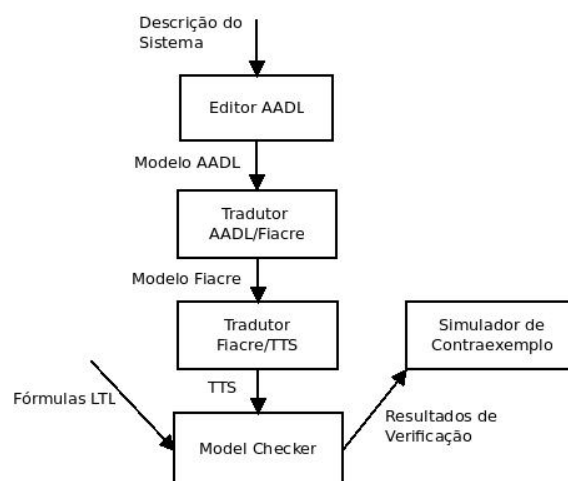 Descrição do
Sistema
Editor AADL
Modelo AADL
Tradutor
AADL/Fiacre
Modelo Fiacre
Tradutor
Fiacre/TTS
Simulador de
Contraexemplo
TTS
Fórmulas LTL
Resultados de
Verificação
Model Checker